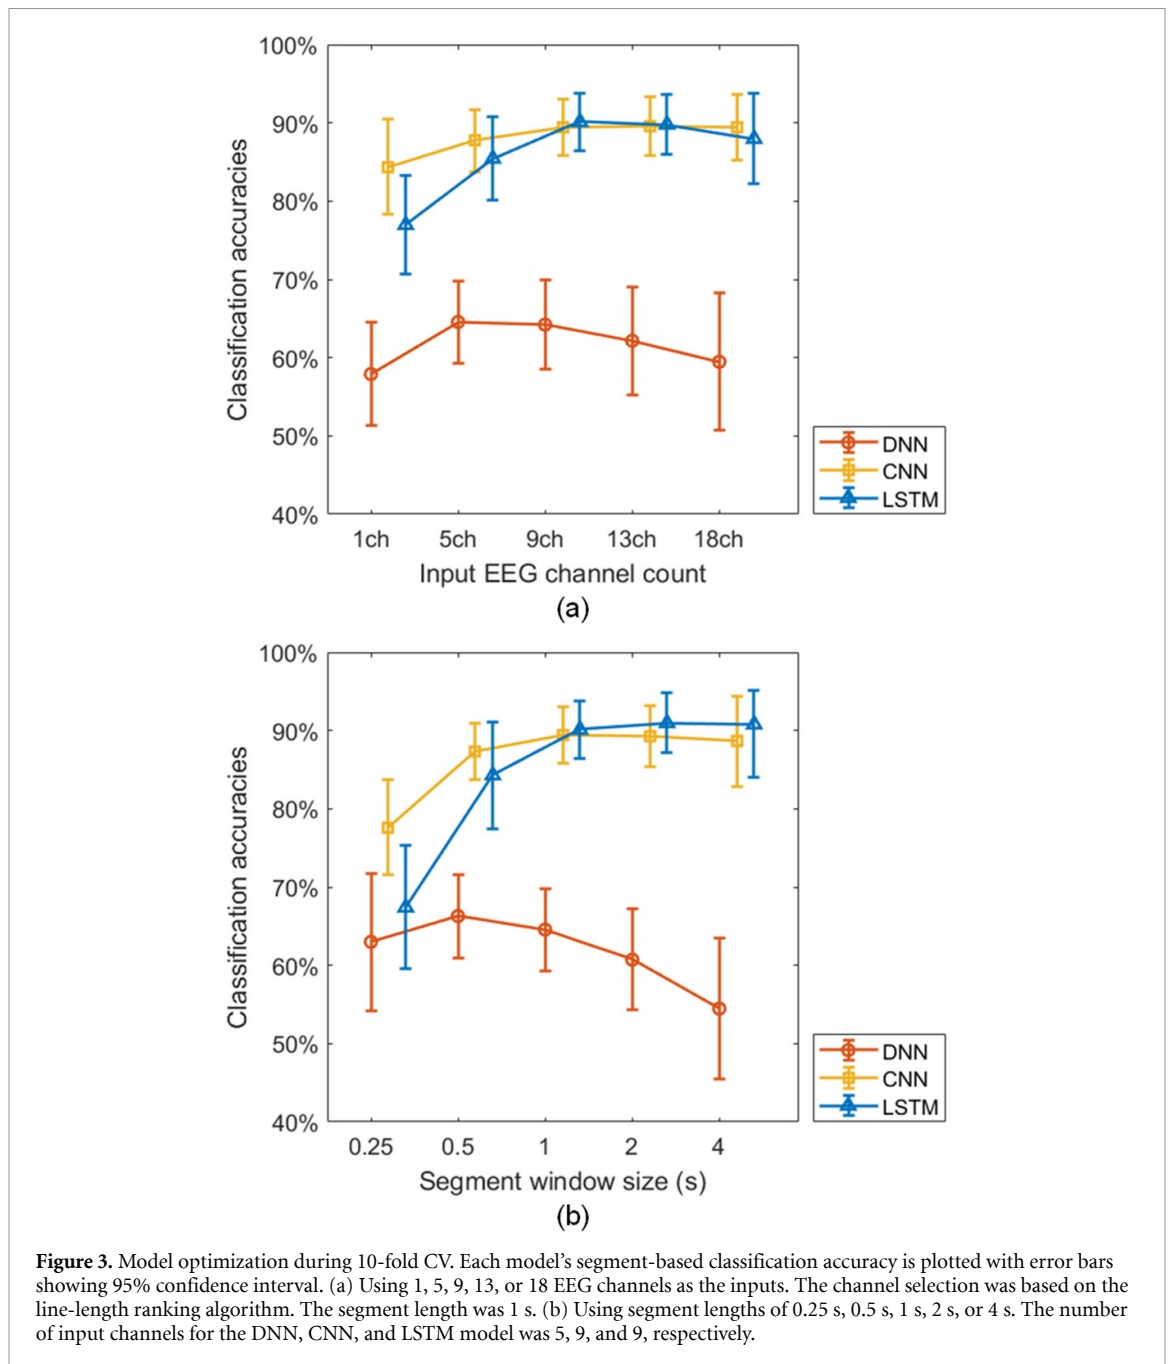 100%
90%
80%
70%
60%
50%
40%
Classification accuracies
1ch 5ch 9ch 13ch 18ch
Input EEG channel count
DNN
CNN
LSTM
(a)
100%
90%
80%
70%
60%
50%
40%
Classification accuracies
0.25 0.5 1 2 4
Segment window size (s)
DNN
CNN
LSTM
(b)
Figure 3. Model optimization during 10-fold CV. Each model's segment-based classification accuracy is plotted with error bars
showing 95% confidence interval. (a) Using 1, 5, 9, 13, or 18 EEG channels as the inputs. The channel selection was based on the
line-length ranking algorithm. The segment length was 1 s. (b) Using segment lengths of 0.25 s, 0.5 s, 1 s, 2 s, or 4 s. The number
of input channels for the DNN, CNN, and LSTM model was 5, 9, and 9, respectively.